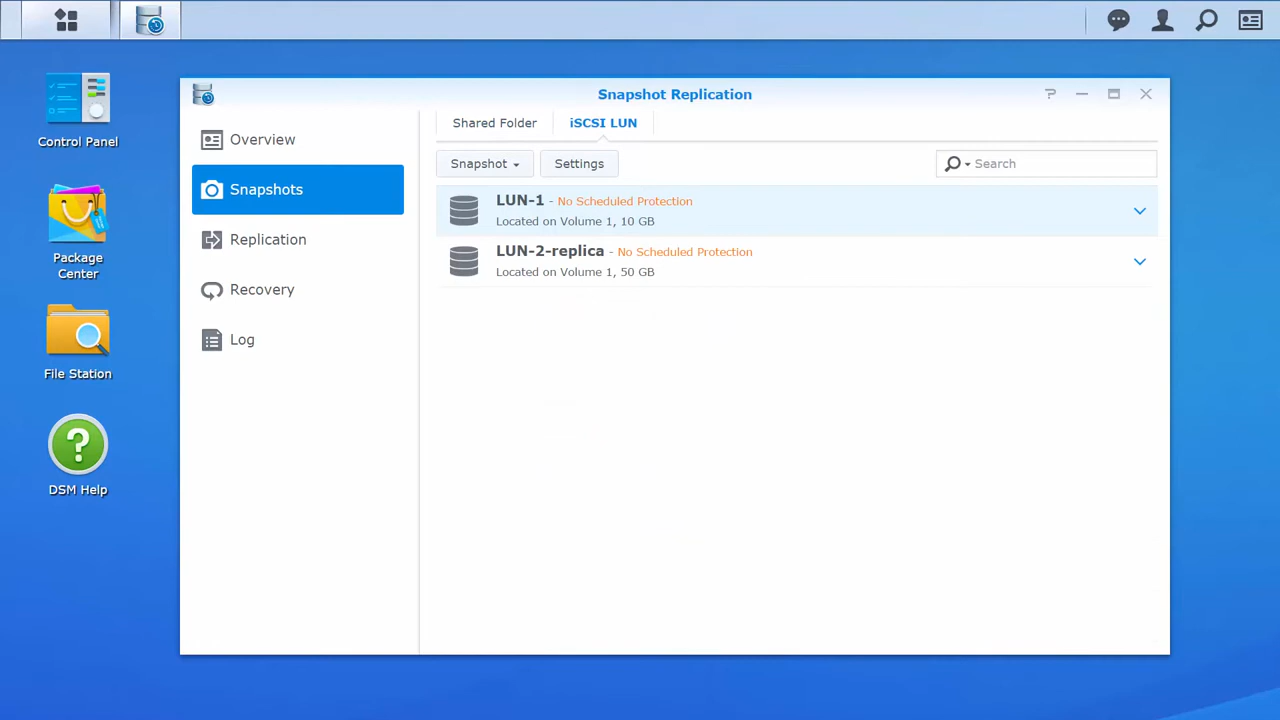 Control Panel
Package
Center
File Station
DSM Help
Snapshot Replication
Overview
Snapshots
Replication
Recovery
Log
Shared Folder
iSCSI LUN
Snapshot
Settings
Search
LUN-1 - No Scheduled Protection
Located on Volume 1, 10 GB
LUN-2-replica - No Scheduled Protection
Located on Volume 1, 50 GB